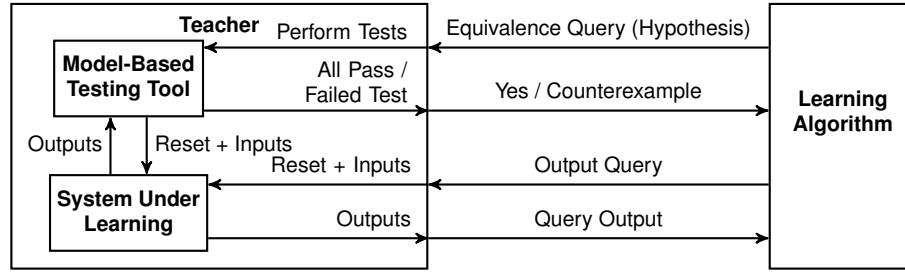 Teacher
Perform Tests
Equivalence Query (Hypothesis)
Model-Based
Testing Tool
All Pass /
Failed Test
Yes / Counterexample
Learning
Algorithm
Outputs
Reset + Inputs
Reset + Inputs
Output Query
System Under
Learning
Outputs
Query Output